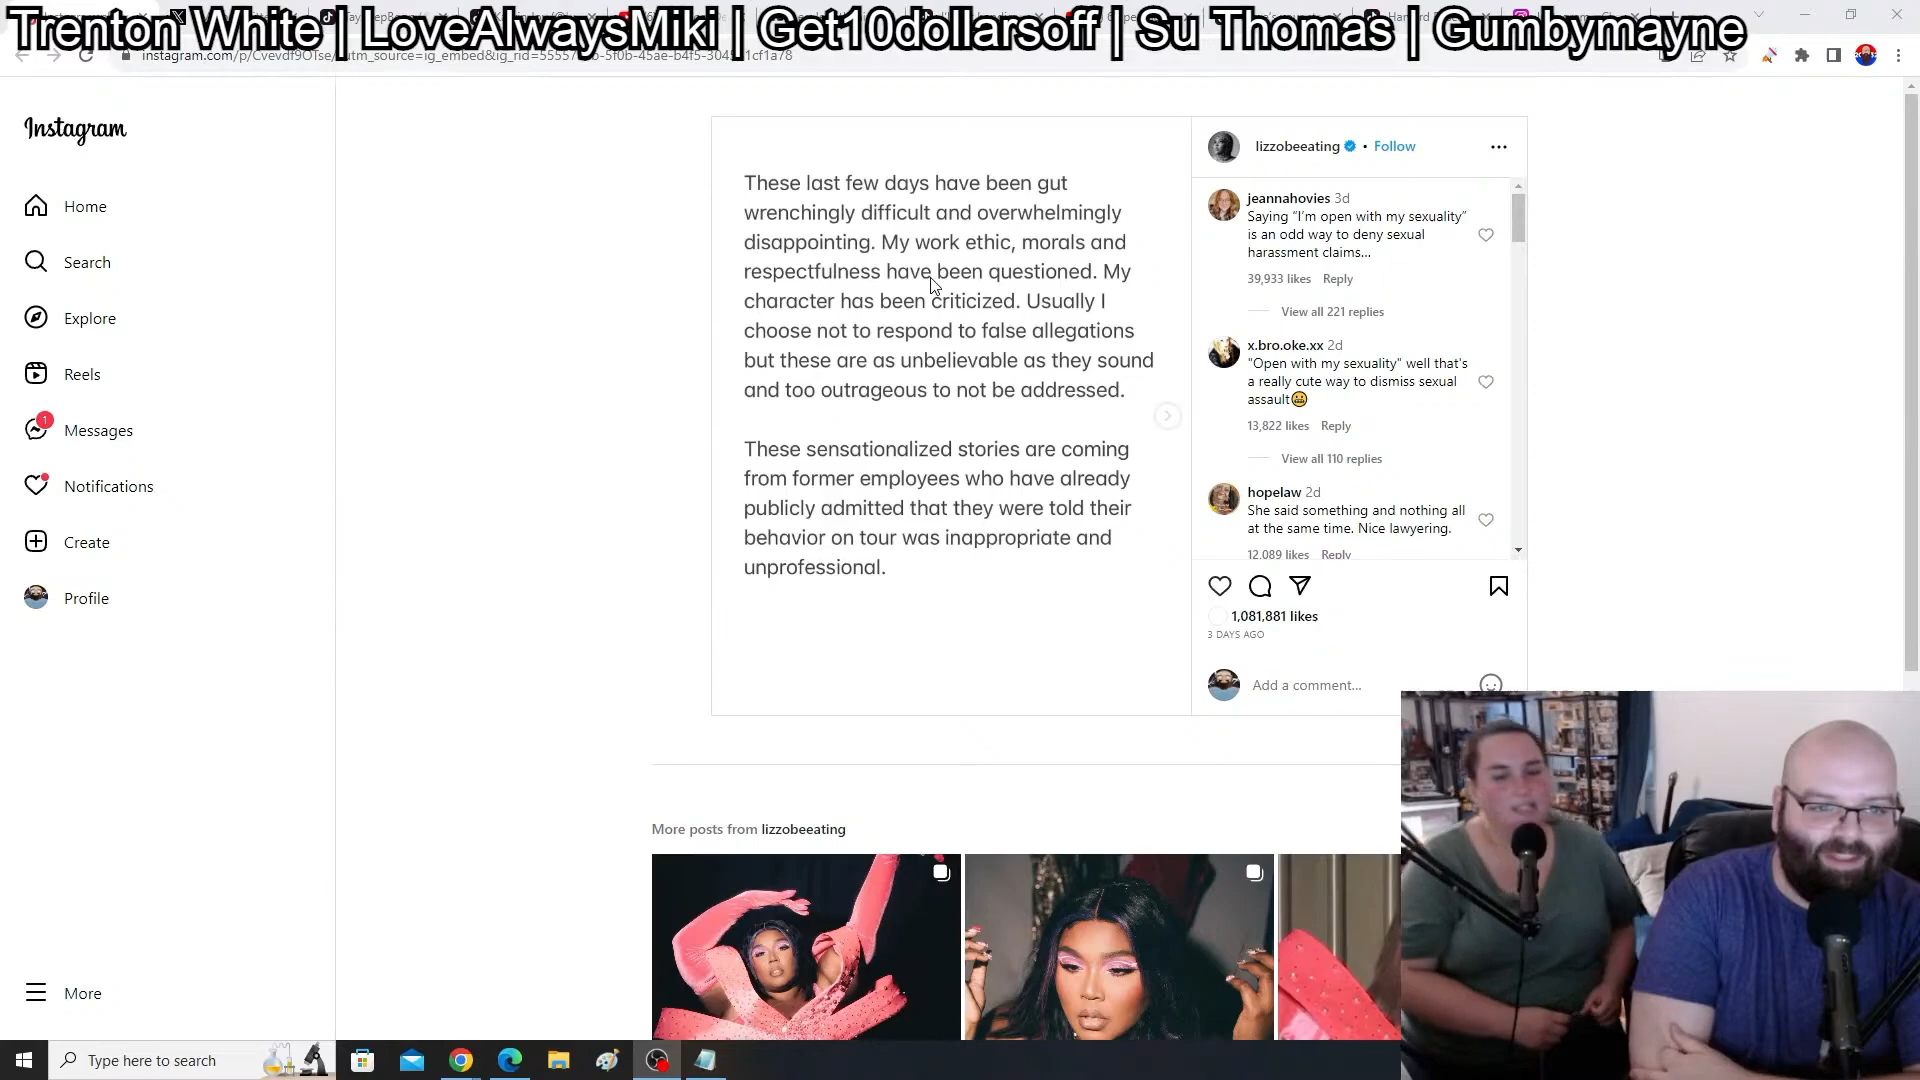 Trenton White | LoveAlwaysMiki | Get10dollarsoff | Su Thomas | Gumbymayne
Instagram
Home
Search
Explore
Reels
1
Messages
Notifications
Create
Profile
More
These last few days have been gut
wrenchingly difficult and overwhelmingly
disappointing. My work ethic, morals and
respectfulness have been questioned. My
character has been criticized. Usually I
choose not to respond to false allegations
but these are as unbelievable as they sound
and too outrageous to not be addressed.
These sensationalized stories are coming
from former employees who have already
publicly admitted that they were told their
behavior on tour was inappropriate and
unprofessional.
lizzobeeating • Follow
jeannahovies 3d
Saying “I’m open with my sexuality”
is an odd way to deny sexual
harassment claims...
39,933 likes Reply
View all 221 replies
x.bro.oke.xx 2d
"Open with my sexuality" well that's
a really cute way to dismiss sexual
assault😬
13,822 likes Reply
View all 110 replies
hopelaw 2d
She said something and nothing all
at the same time. Nice lawyering.
12,089 likes Reply
1,081,881 likes
3 DAYS AGO
Add a comment...
More posts from lizzobeeating
Type here to search